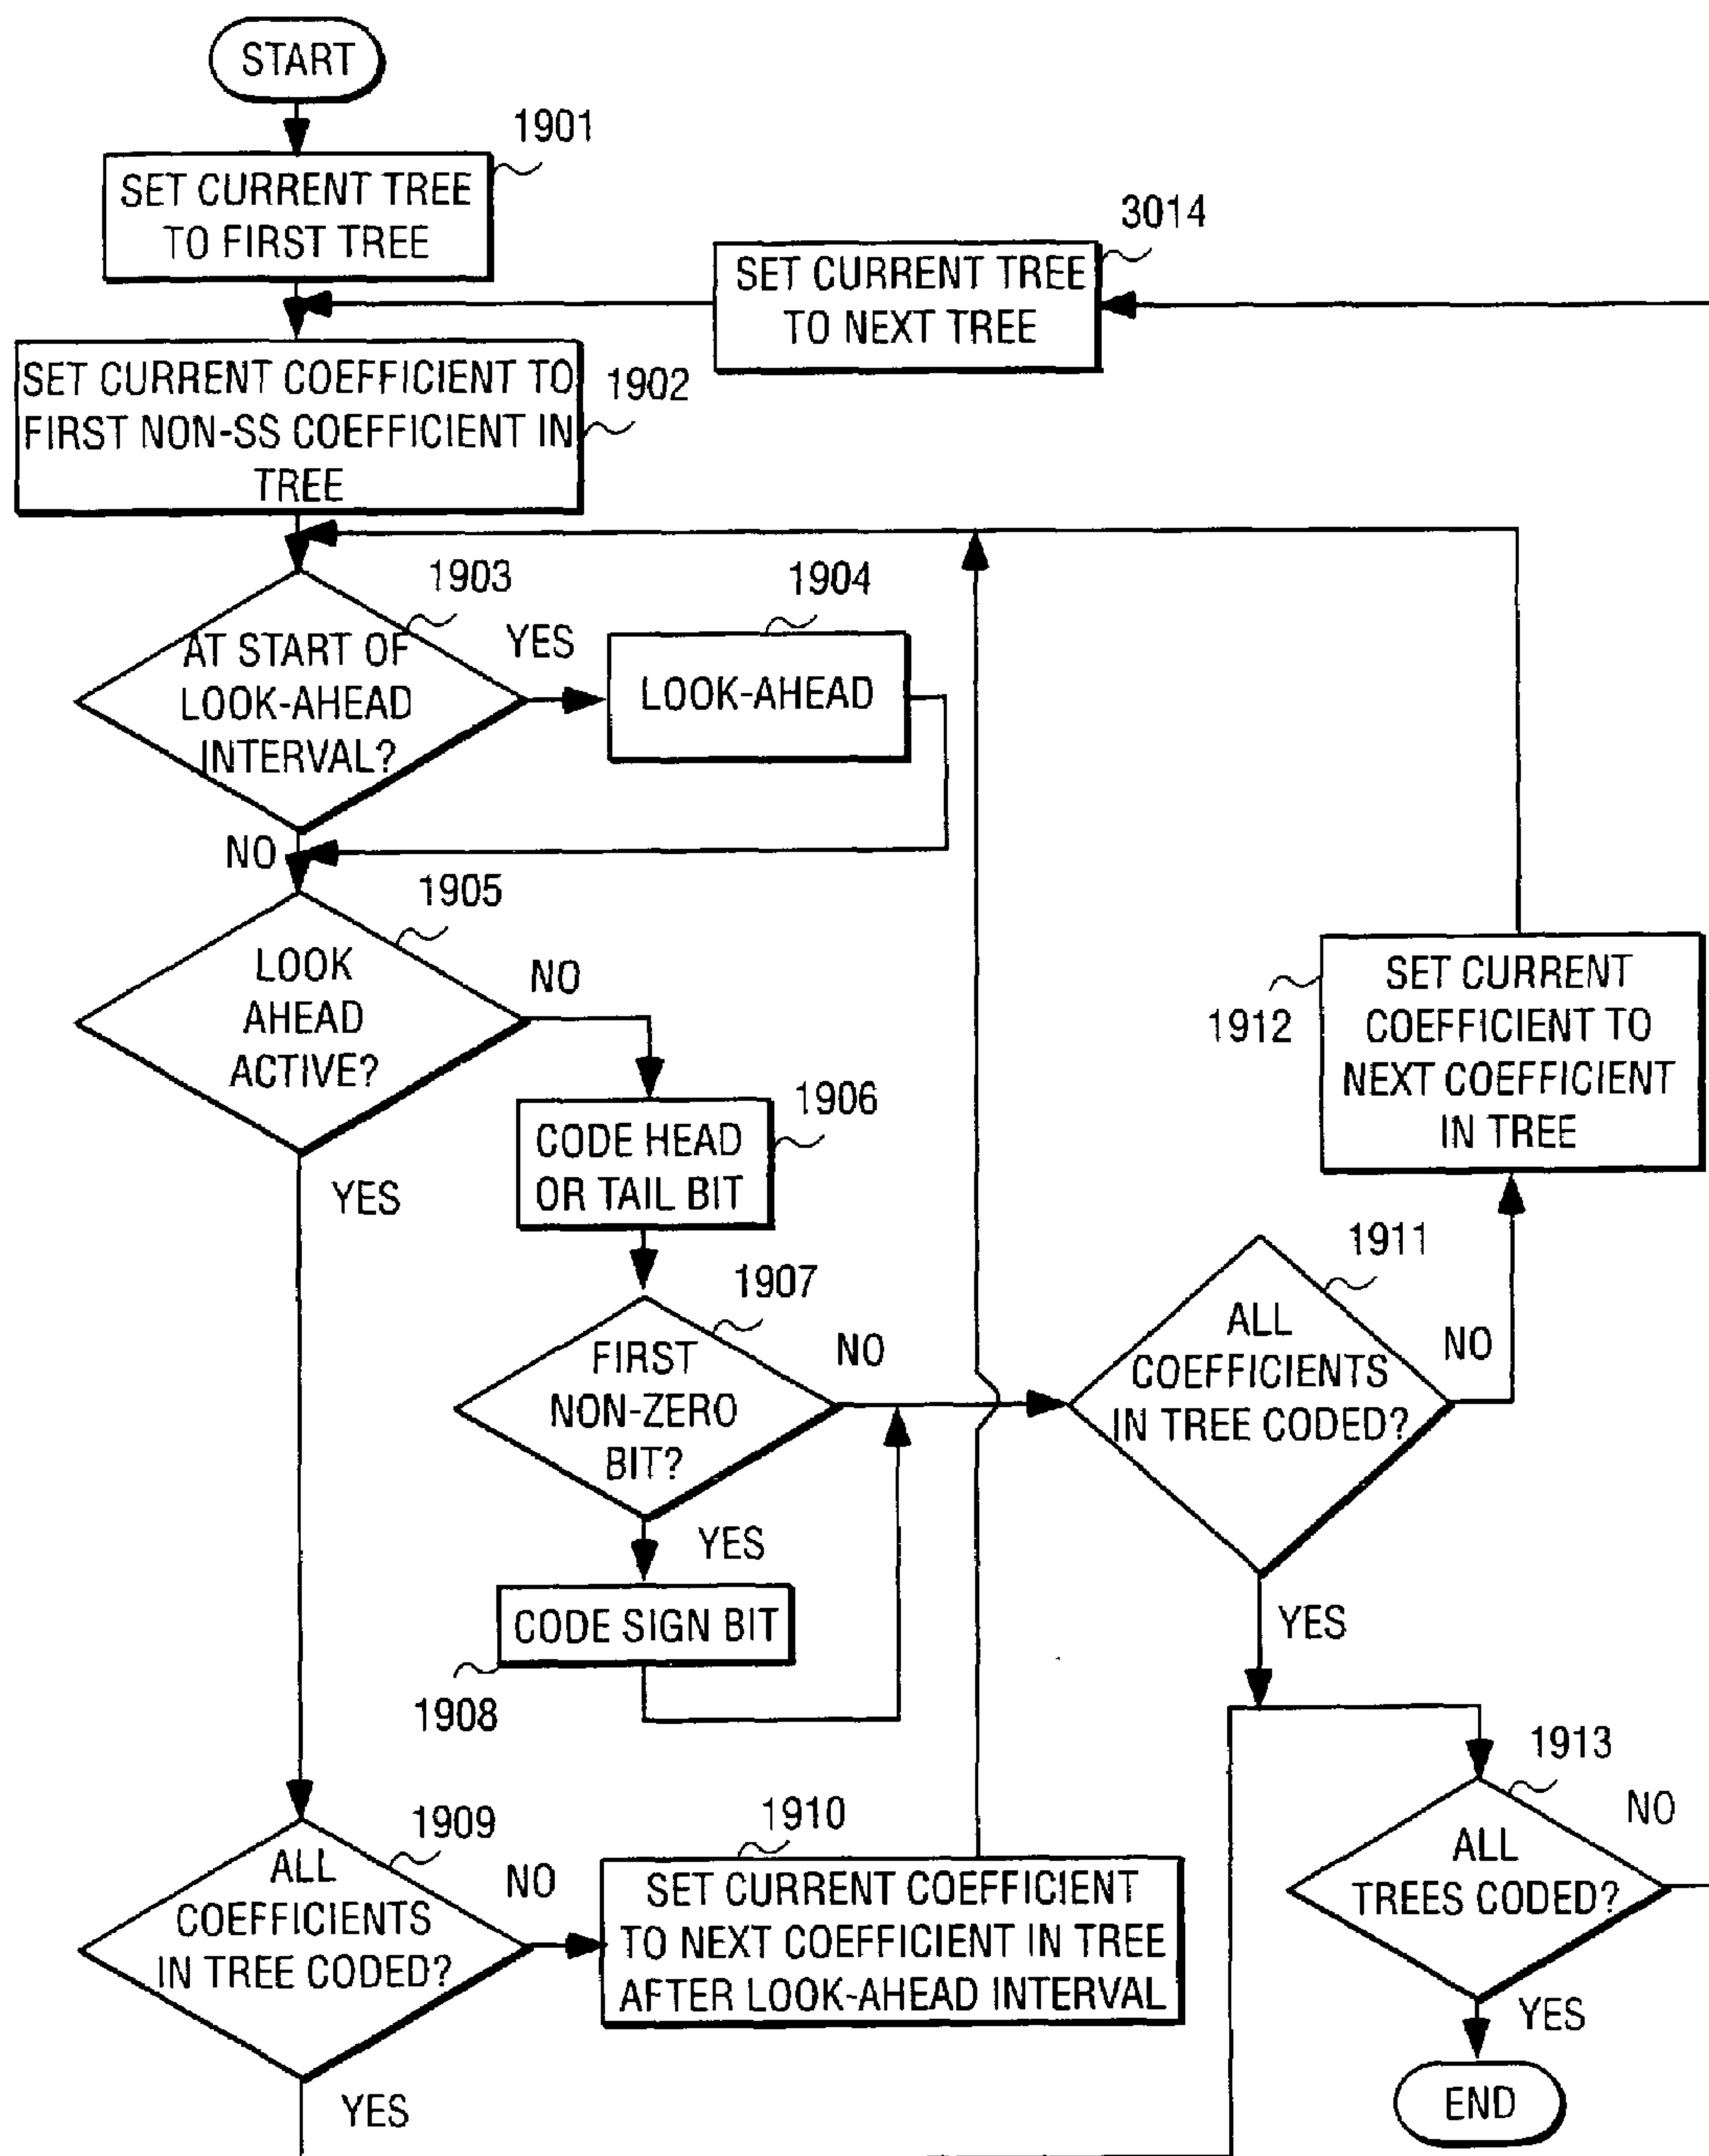 START
1901
SET CURRENT TREE
TO FIRST TREE
3014
SET CURRENT TREE
TO NEXT TREE
1902
SET CURRENT COEFFICIENT TO
FIRST NON-SS COEFFICIENT IN
TREE
1903
AT START OF
LOOK-AHEAD
INTERVAL?
YES
1904
LOOK-AHEAD
NO
1905
LOOK
AHEAD
ACTIVE?
NO
YES
1906
CODE HEAD
OR TAIL BIT
1907
FIRST
NON-ZERO
BIT?
NO
YES
CODE SIGN BIT
1908
1911
ALL
COEFFICIENTS
IN TREE CODED?
NO
YES
1912
SET CURRENT
COEFFICIENT TO
NEXT COEFFICIENT
IN TREE
1909
ALL
COEFFICIENTS
IN TREE CODED?
NO
YES
1910
SET CURRENT COEFFICIENT
TO NEXT COEFFICIENT IN TREE
AFTER LOOK-AHEAD INTERVAL
1913
ALL
TREES CODED?
NO
YES
END